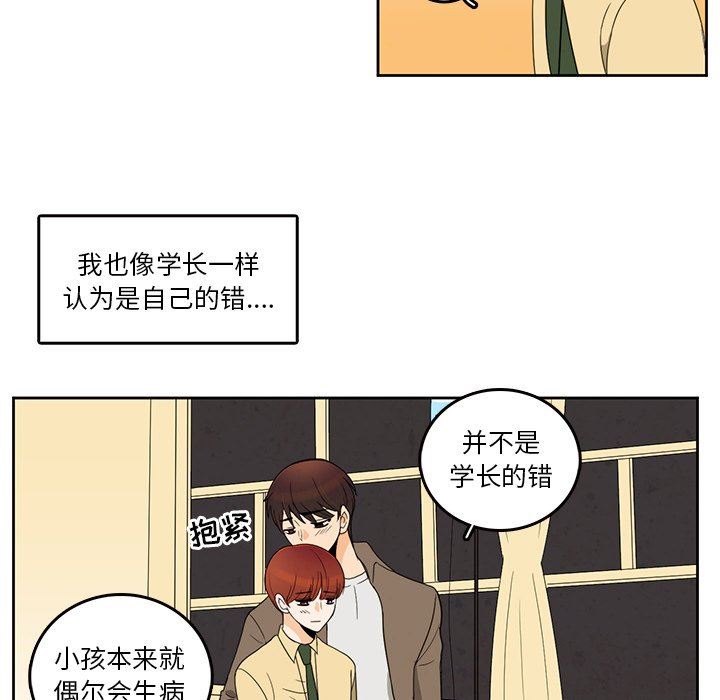 我也像学长一样
认为是自己的错....
并不是
学长的错
抱紧
小孩本来就
偶尔会生病